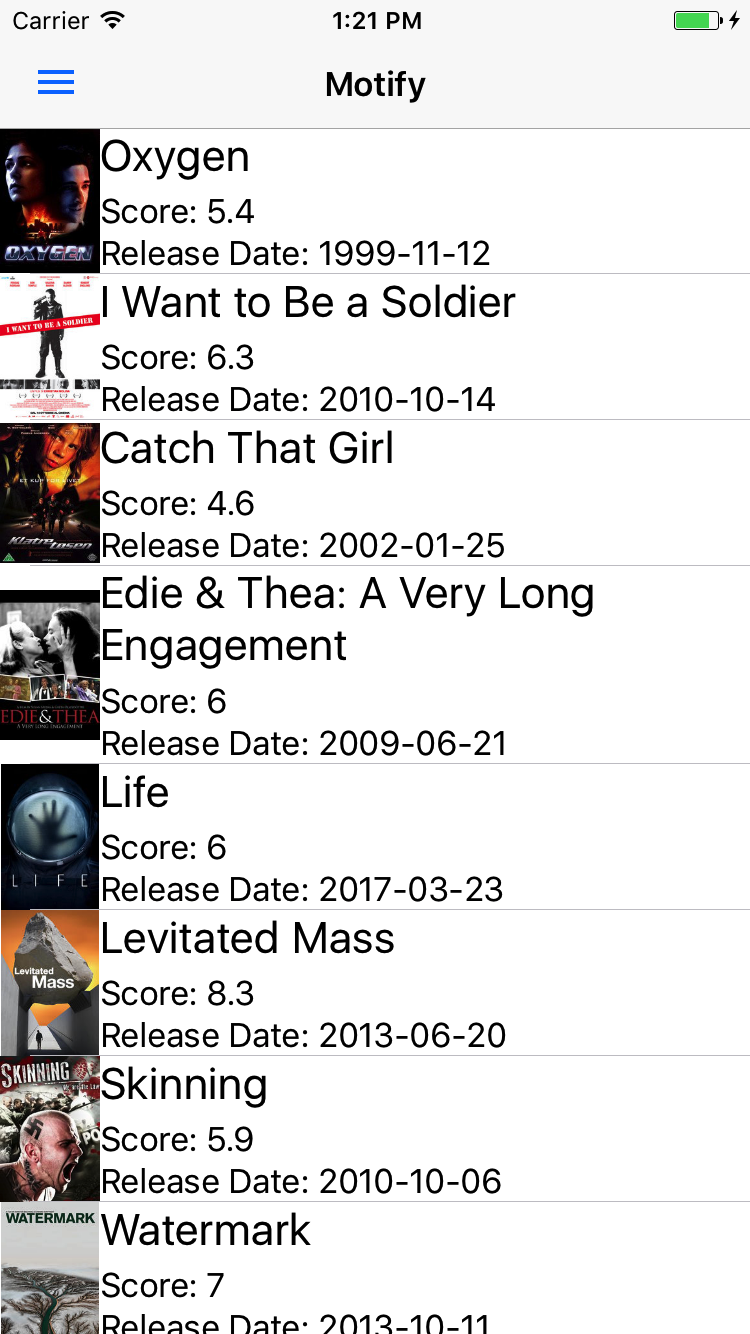 Carrier
1:21 PM
Motify
OXYGEN
Oxygen
Score: 5.4
Release Date: 1999-11-12
I WANT TO BE A SOLDIER
I Want to Be a Soldier
Score: 6.3
Release Date: 2010-10-14
ET KUP FOR LIVET
Klatretøsen
Catch That Girl
Score: 4.6
Release Date: 2002-01-25
EDIE & THEA
A VERY LONG ENGAGEMENT
Edie & Thea: A Very Long
Engagement
Score: 6
Release Date: 2009-06-21
LIFE
Life
Score: 6
Release Date: 2017-03-23
Levitated
Mass
Levitated Mass
Score: 8.3
Release Date: 2013-06-20
SKINNING
Skinning
Score: 5.9
Release Date: 2010-10-06
WATERMARK
Watermark
Score: 7
Release Date: 2013-10-11